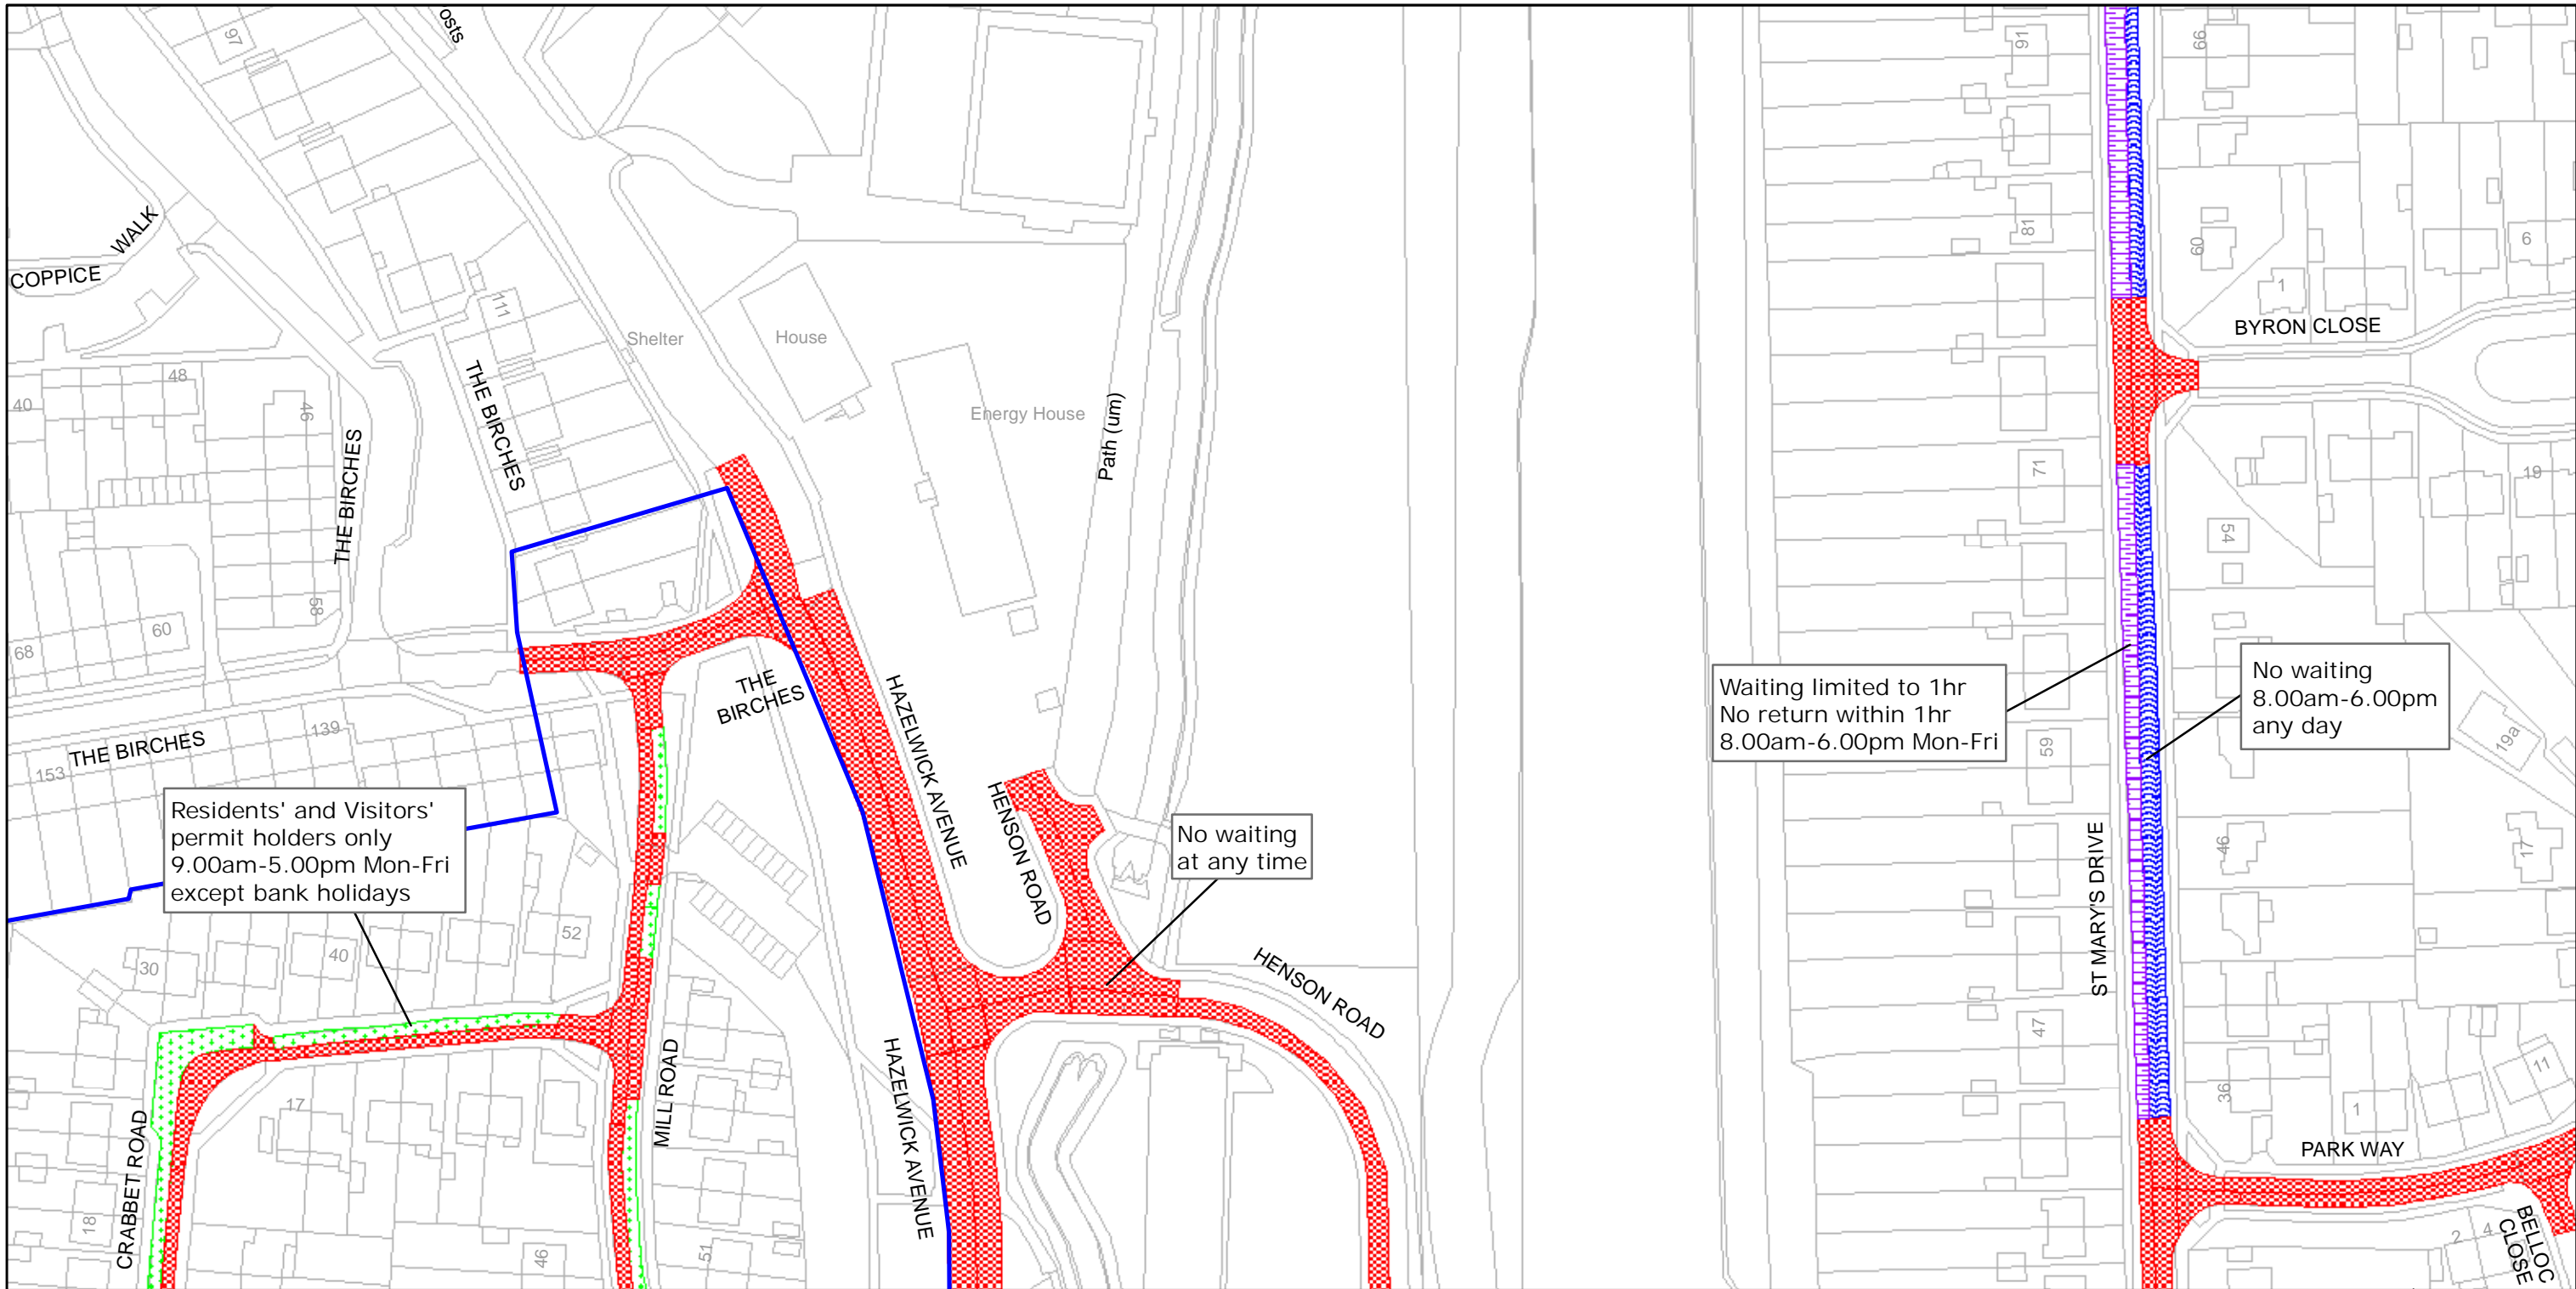 osts
97
91
66
COPPICE
WALK
81
60
6
1
BYRON CLOSE
111
Shelter
House
Energy House
Path (um)
THE BIRCHES
48
40
46
THE BIRCHES
58
60
68
71
19
54
THE
BIRCHES
HAZELWICK AVENUE
139
THE BIRCHES
153
Waiting limited to 1hr
No return within 1hr
8.00am-6.00pm Mon-Fri
No waiting
8.00am-6.00pm
any day
19a
59
Residents' and Visitors'
permit holders only
9.00am-5.00pm Mon-Fri
except bank holidays
HENSON ROAD
No waiting
at any time
ST MARY'S DRIVE
46
17
52
40
30
HENSON ROAD
47
36
1
11
MILL ROAD
HAZELWICK AVENUE
17
CRABBET ROAD
18
46
51
PARK WAY
2
4
BELLOC
CLOSE